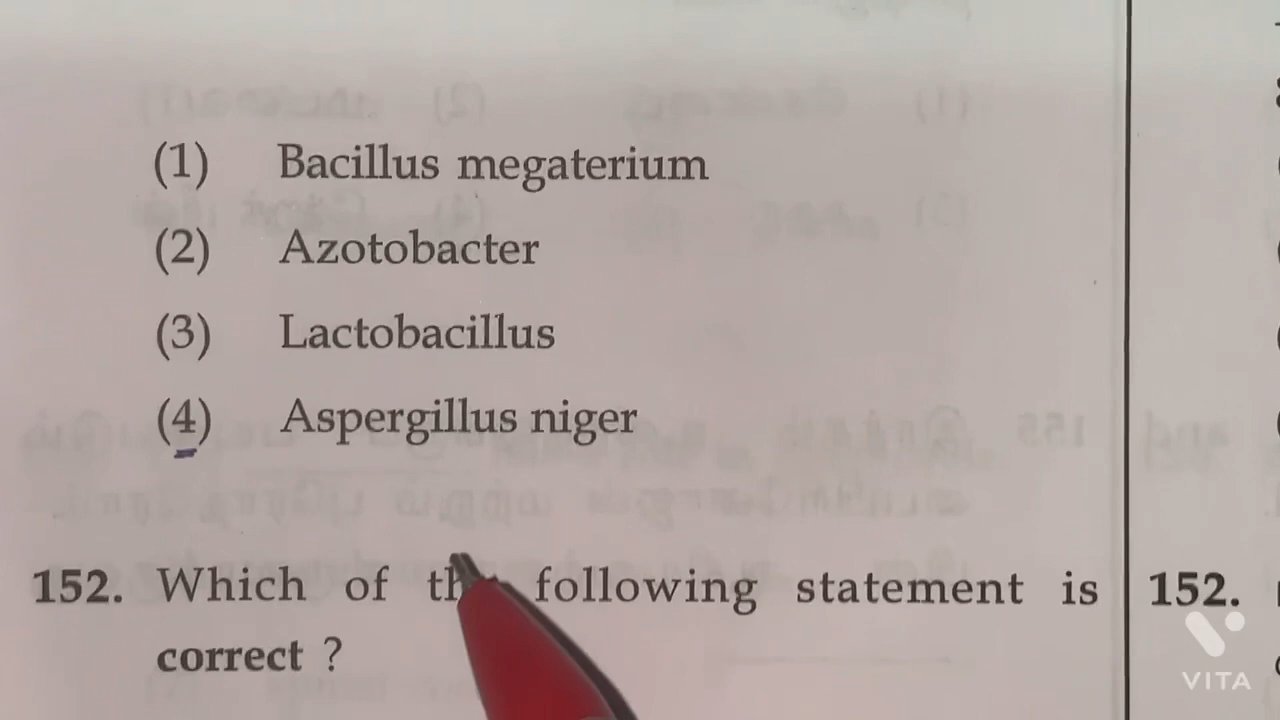 (1) Bacillus megaterium
(2) Azotobacter
(3) Lactobacillus
(4) Aspergillus niger
152. Which of following statement is 152.
correct ?
VITA